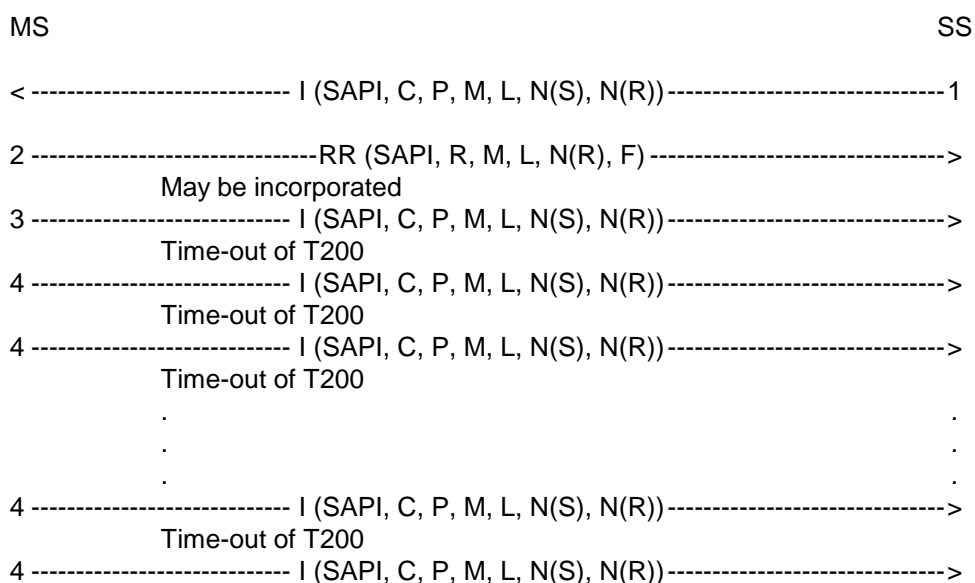 MS SS
< ----------------------------- I (SAPI, C, P, M, L, N(S), N(R))-------------------------------1
2 --------------------------------RR (SAPI, R, M, L, N(R), F) --------------------------------->
May be incorporated
3 ----------------------------- I (SAPI, C, P, M, L, N(S), N(R))------------------------------->
Time-out of T200
4 ----------------------------- I (SAPI, C, P, M, L, N(S), N(R))------------------------------->
Time-out of T200
4 ----------------------------- I (SAPI, C, P, M, L, N(S), N(R))------------------------------->
Time-out of T200
. .
. .
. .
4 ----------------------------- I (SAPI, C, P, M, L, N(S), N(R))------------------------------->
Time-out of T200
4 ----------------------------- I (SAPI, C, P, M, L, N(S), N(R))------------------------------->